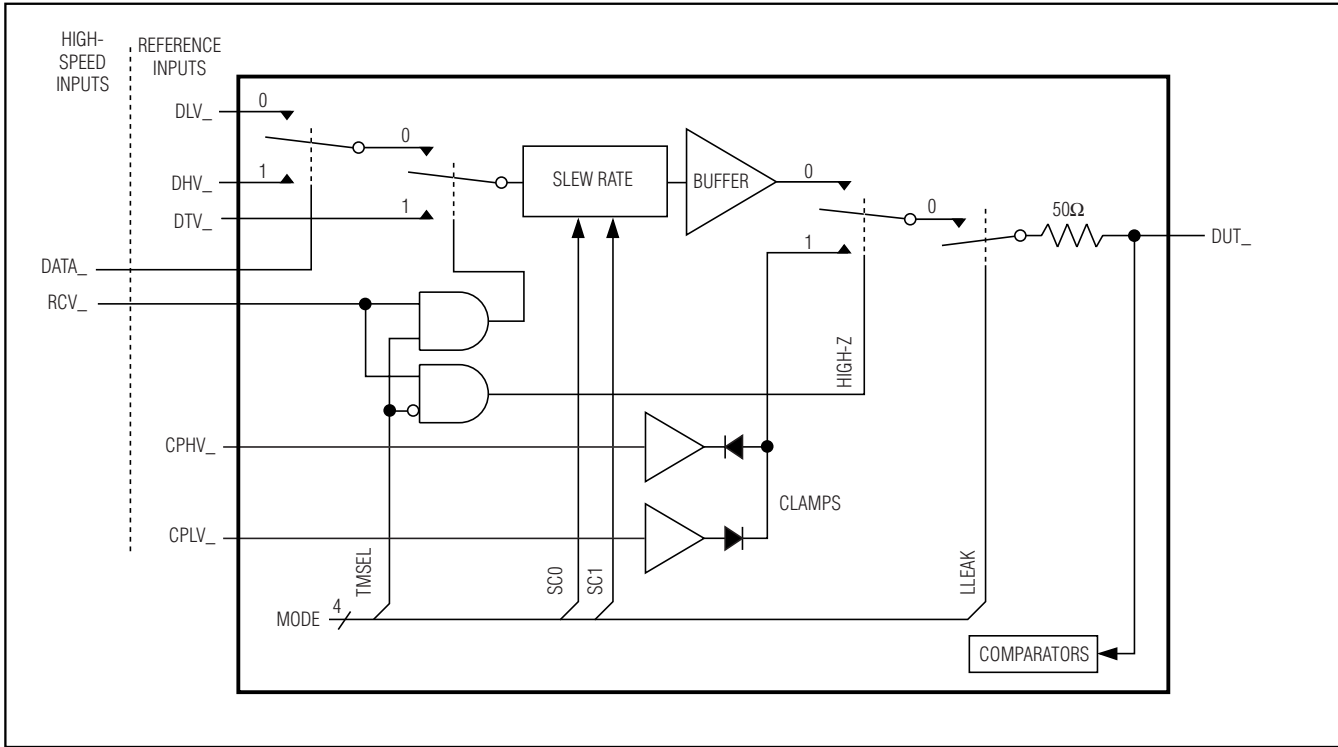 HIGH-
SPEED
INPUTS
REFERENCE
INPUTS
DLV_
0
DHV_
1
DTV_
0
1
SLEW RATE
BUFFER
0
1
0
50Ω
DUT_
DATA_
RCV_
HIGH-Z
CPHV_
CLAMPS
CPLV_
TMSEL
SC0
SC1
LLEAK
MODE
4
COMPARATORS